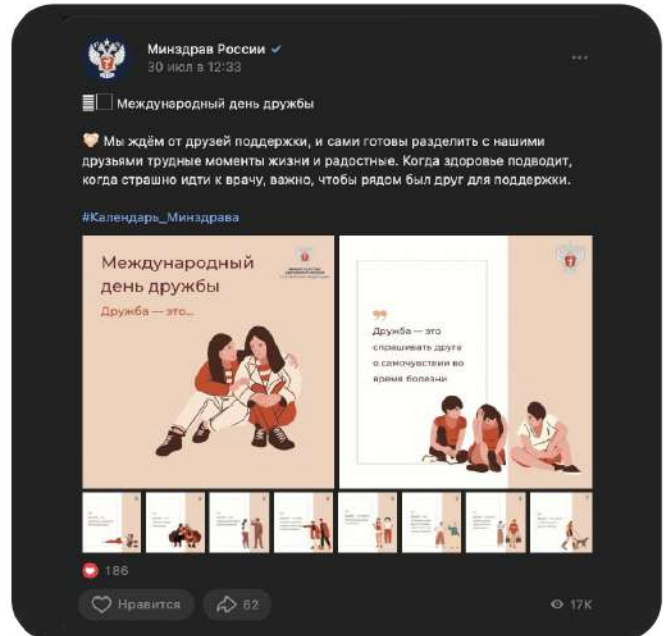 Минздрав России
30 июл в 12:33
Международный день дружбы
Мы ждём от друзей поддержки, и сами готовы разделить с нашими
друзьями трудные моменты жизни и радостные. Когда здоровье подводит,
когда страшно идти к врачу, важно, чтобы рядом был друг для поддержки.
#Календарь_Минздрава
Международный
день дружбы
Дружба — это...
Дружба — это
спрашивать друга
о самочувствии во
время болезни
186
Нравится
62
17K